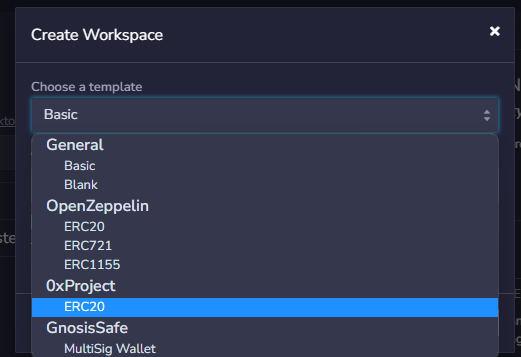 Create Workspace
Choose a template
Basic
General
Basic
Blank
OpenZeppelin
ERC20
ERC721
ERC1155
0xProject
ERC20
GnosisSafe
MultiSig Wallet